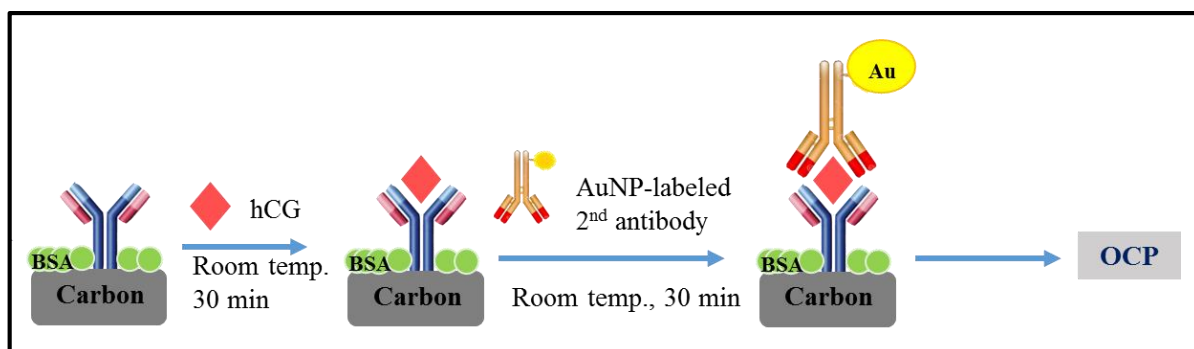 BSA
Carbon
hCG
Room temp.
30 min
BSA
Carbon
AuNP-labeled
2nd antibody
Room temp., 30 min
Au
BSA
Carbon
OCP